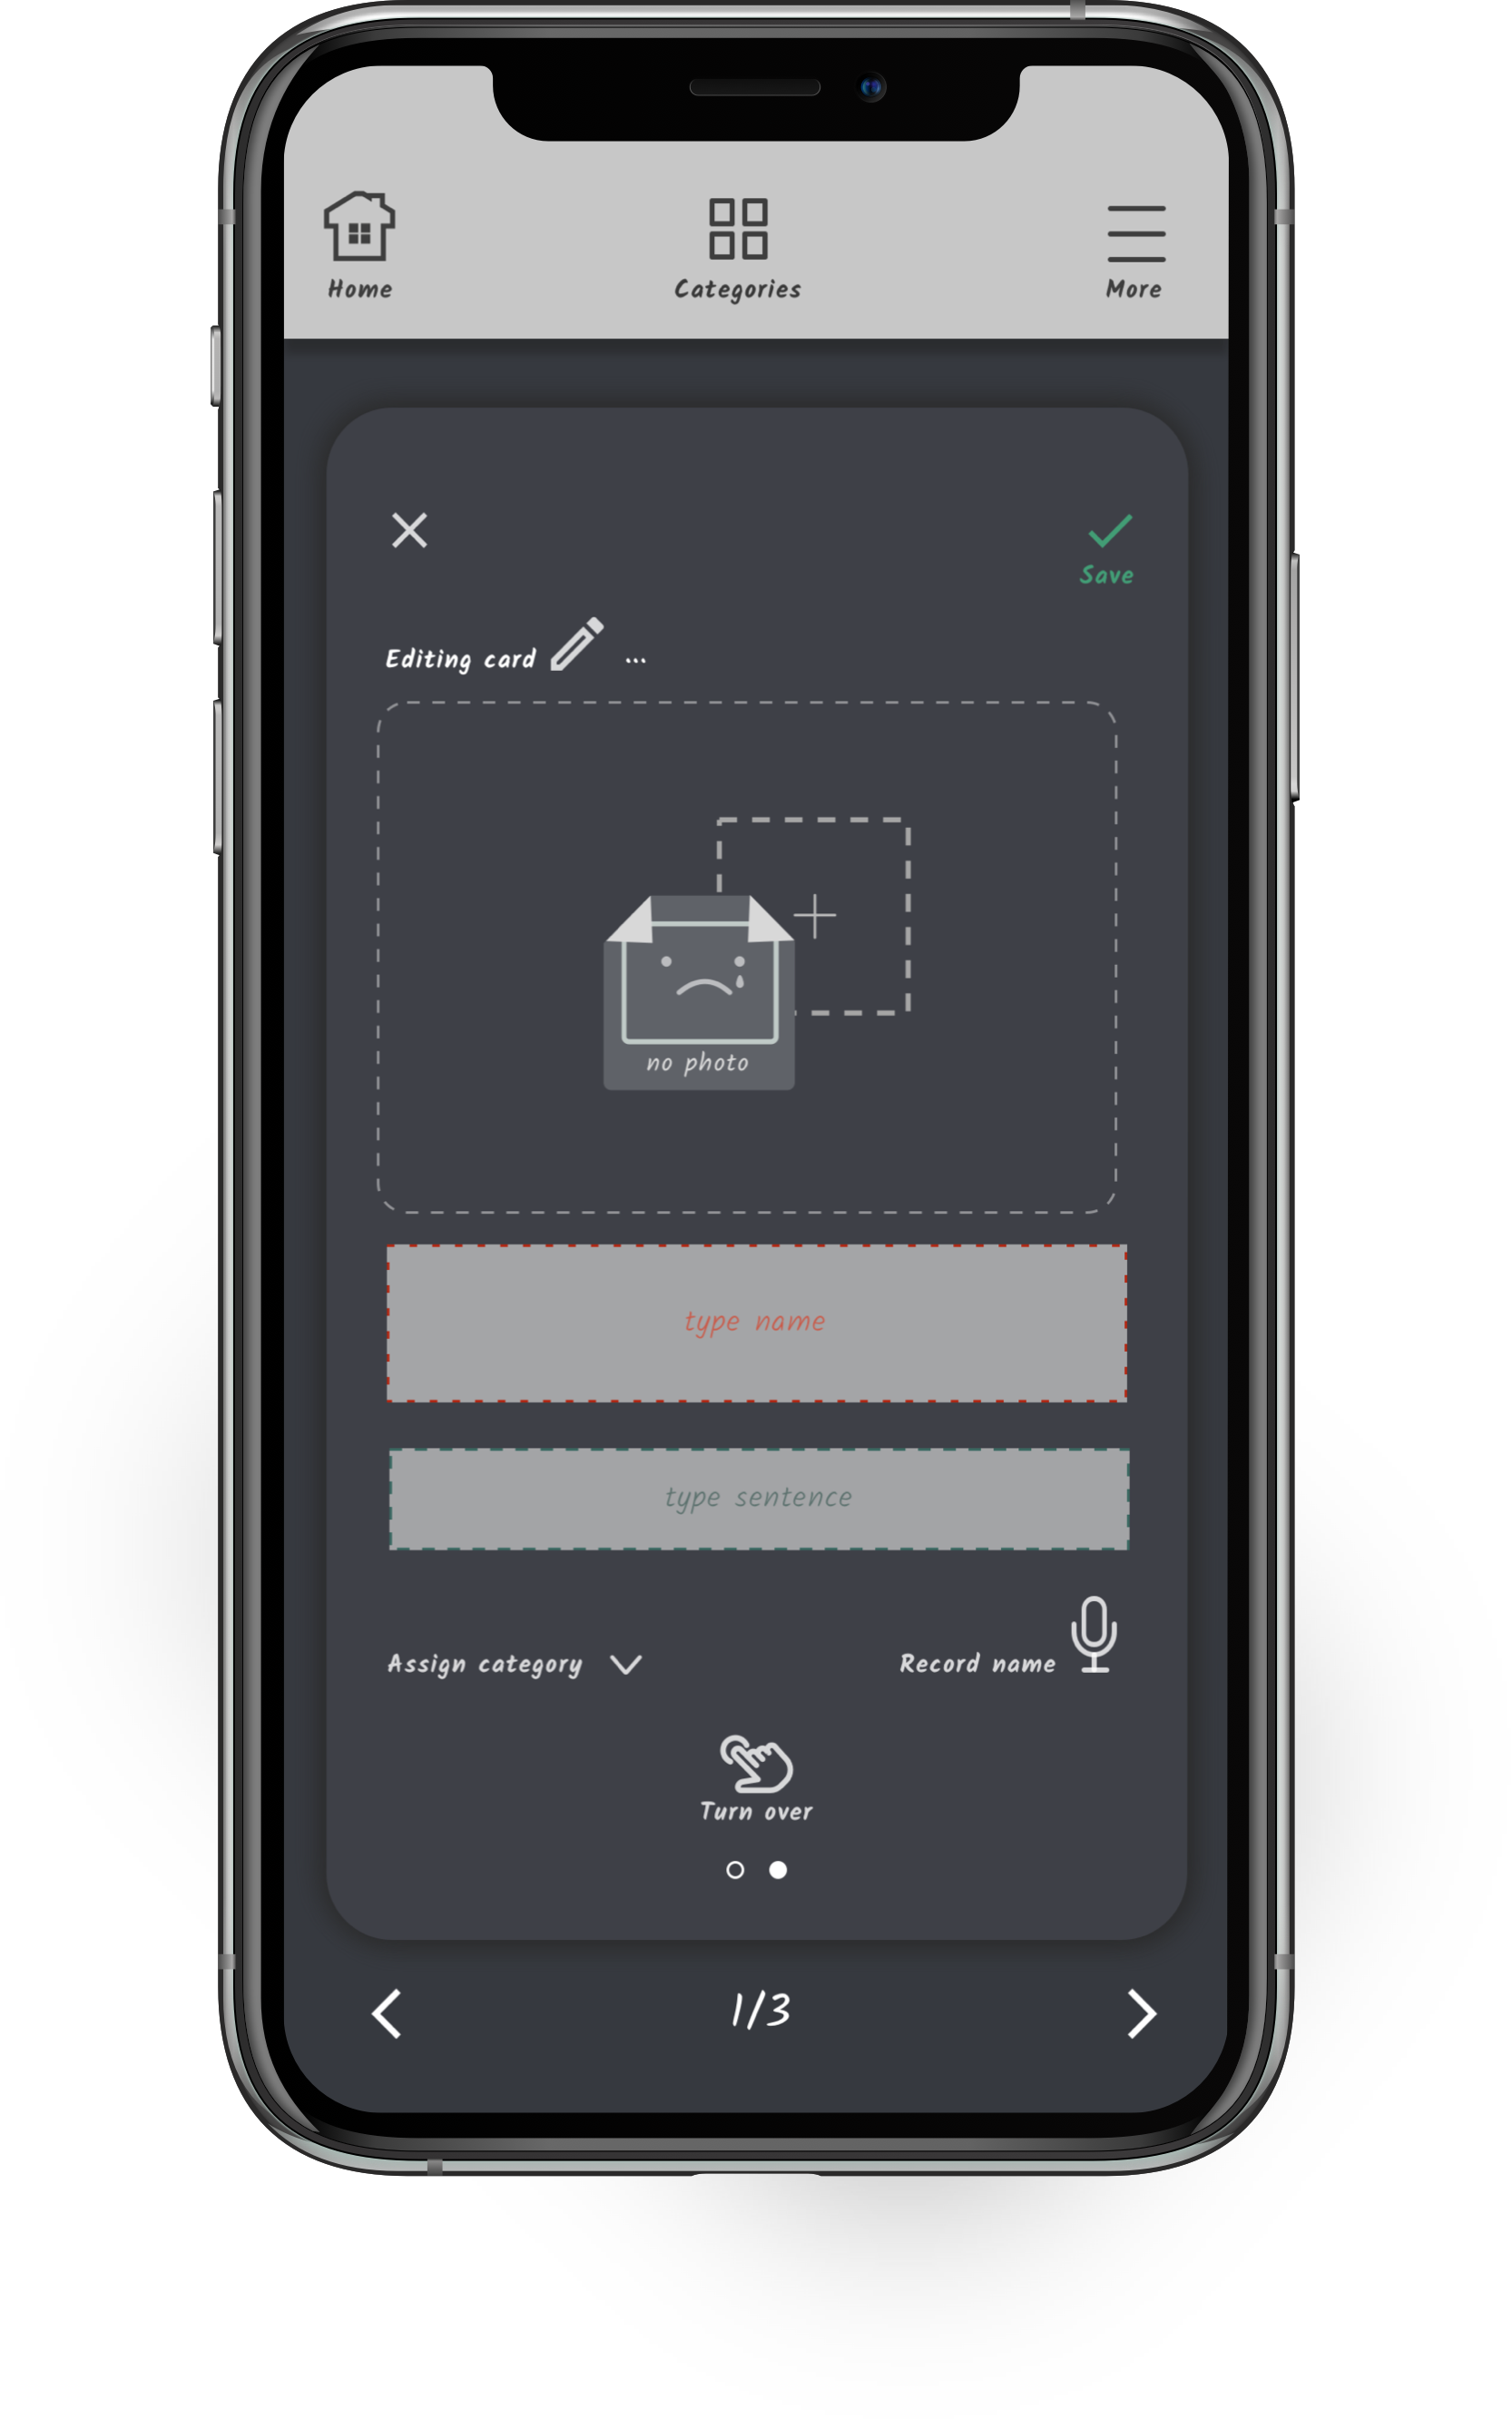 Home Categories More
Save
Editing card ...
no photo
type name
type sentence
Assign category Record name
Turn over
1/3